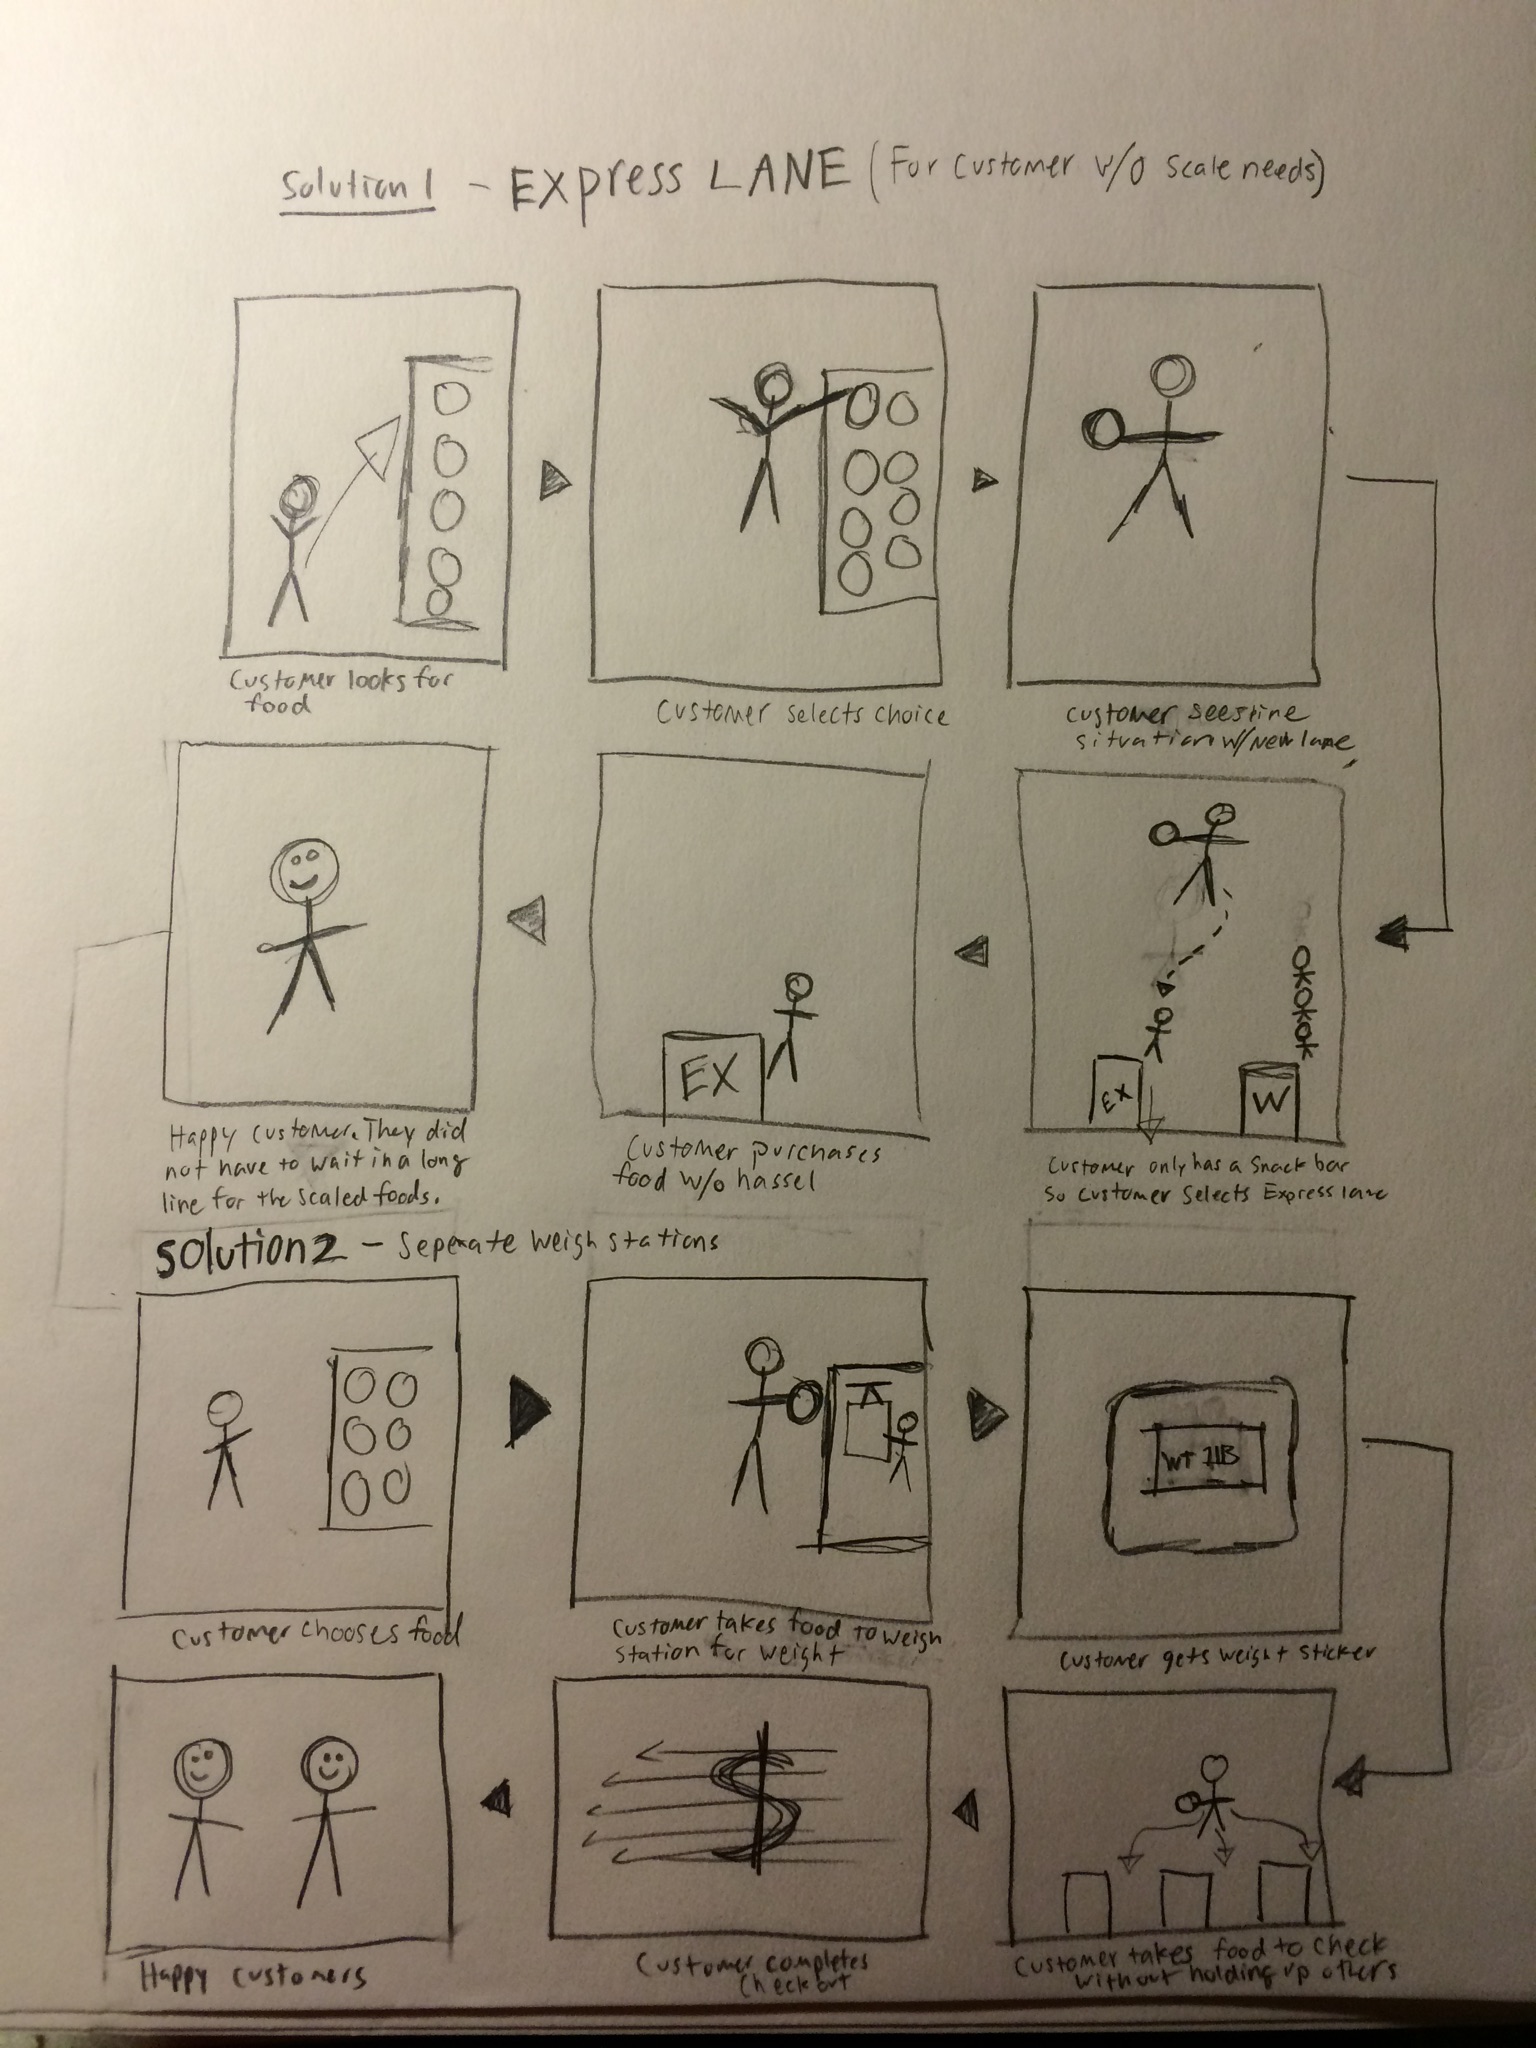 Solution 1 - EXpress LANE (For Customer W/O Scale needs)
Customer looks for
food
Customer selects choice
Customer sees line
situation w/ New lane
EX
W
EX
Happy customer. They did
not have to wait in a long
line for the scaled foods.
Customer purchases
food w/o hassel
Customer only has a snack bar
so customer selects Express lane
Solution 2 - Seperate weigh stations
WT 1LB
Customer chooses food
Customer takes food to weigh
station for weight
Customer gets weight sticker
$
Happy customers
Customer completes
checkout
Customer takes food to check
without holding up others